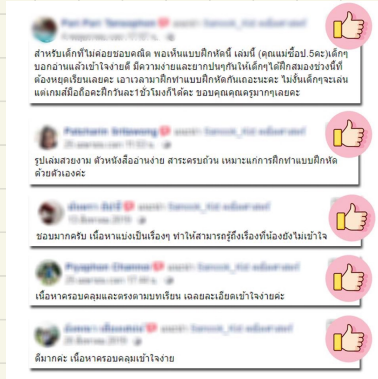 สำหรับเด็กที่ไม่ค่อยชอบคณิต พอเห็นแบบฝึกหัดนี้ เล่มนี้ (คุณแม่ซื้อป.5คะ)เด็กๆ
บอกอ่านแล้วเข้าใจง่ายดี มีความง่ายและยากปนๆกันให้เด็กๆได้ฝึกสมองช่วงนี้ที่
ต้องหยุดเรียนเลยคะ เอาเวลามาฝึกทำแบบฝึกหัดกันเถอะนะคะ ไม่งั้นเด็กๆจะเล่น
แต่เกมส์มือถือคะฝึกวันละ1ชั่วโมงก็ได้คะ ขอบคุณคุณครูมากๆเลยคะ
รูปเล่มสวยงาม ตัวหนังสืออ่านง่าย สาระครบถ้วน เหมาะแก่การฝึกทำแบบฝึกหัด
ด้วยตัวเองค่ะ
ชอบมากครับ เนื้อหาแบ่งเป็นเรื่องๆ ทำให้สามารถรู้ถึงเรื่องที่น้องยังไม่เข้าใจ
เนื้อหาครอบคลุมและตรงตามบทเรียน เฉลยละเอียดเข้าใจง่ายค่ะ
ดีมากค่ะ เนื้อหาครอบคลุมเข้าใจง่าย